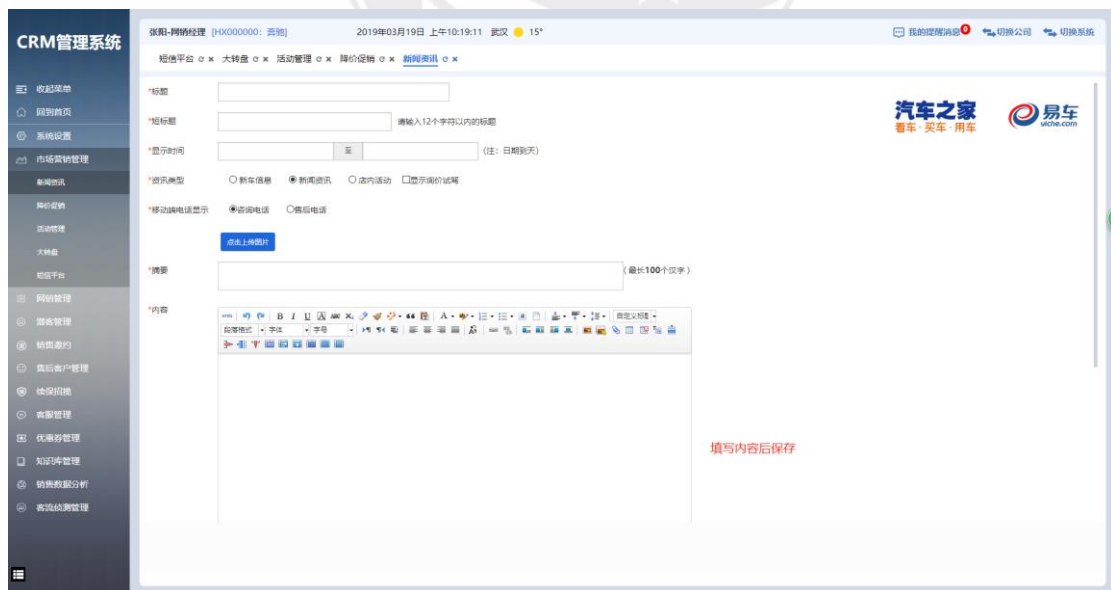 CRM管理系统
张阳-网销经理 [HX000000: 奔驰] 2019年03月19日 上午10:19:11 武汉 15° 我的提醒消息0 切换公司 切换系统
短信平台 大转盘 活动管理 降价促销 新闻资讯
收起菜单
回到首页
系统设置
市场营销管理
新闻资讯
降价促销
活动管理
大转盘
短信平台
网销管理
潜客管理
销售邀约
售后客户管理
续保招揽
客服管理
优惠券管理
知识库管理
销售数据分析
客流侦测管理
*标题
*短标题 请输入12个字符以内的标题
*显示时间 至 (注: 日期到天)
*资讯类型 新车信息 新闻资讯 店内活动 显示询价试驾
*移动端电话显示 咨询电话 售后电话
点击上传图片
*摘要 (最长100个汉字)
*内容
HTML B I U A ABC X A 自定义标题
段落格式 字体 字号
汽车之家
看车·买车·用车
易车
yiche.com
填写内容后保存